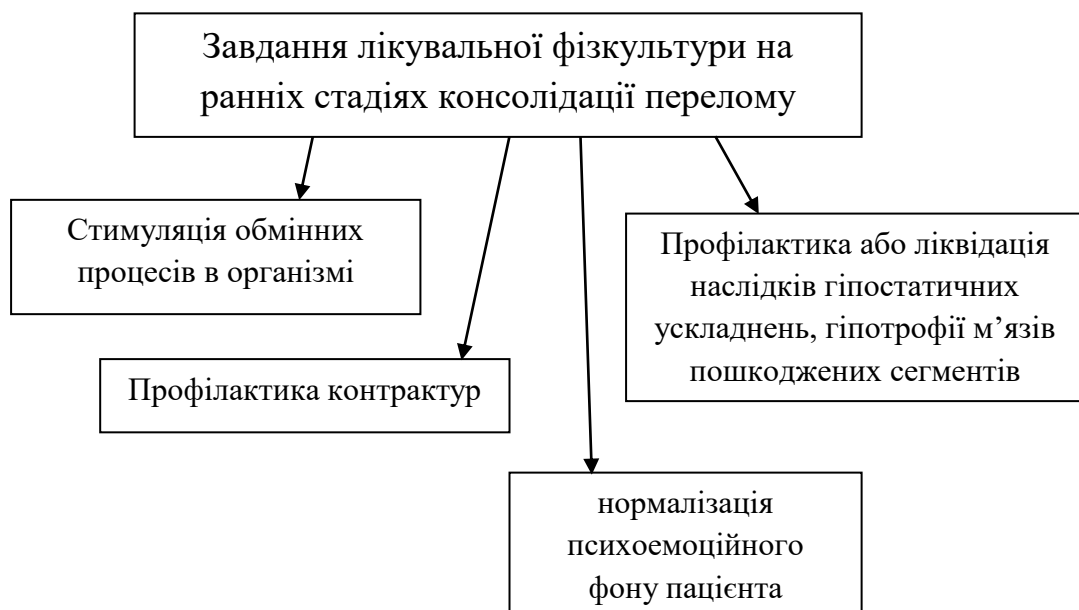 Завдання лікувальної фізкультури на
ранніх стадіях консолідації перелому
Стимуляція обмінних
процесів в організмі
Профілактика або ліквідація
наслідків гіпостатичних
ускладнень, гіпотрофії м’язів
пошкоджених сегментів
Профілактика контрактур
нормалізація
психоемоційного
фону пацієнта